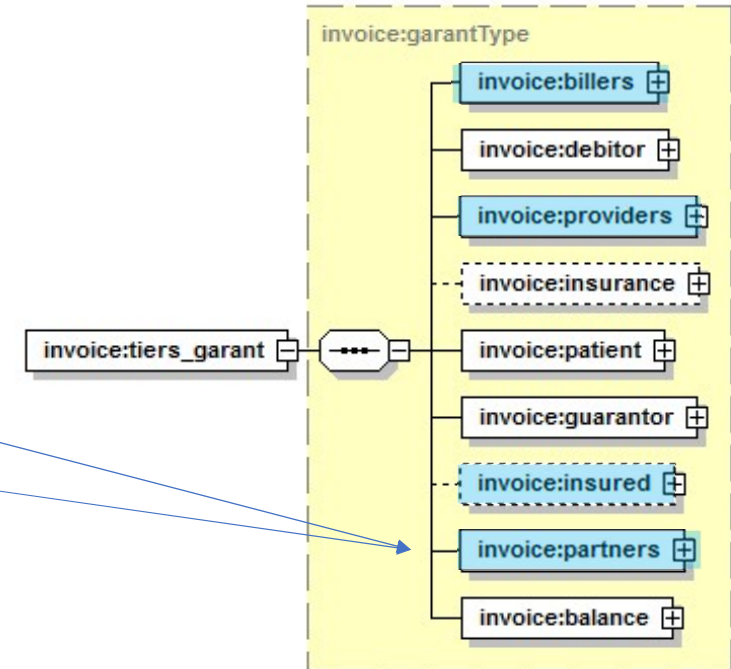 invoice:garantType
invoice:billers
invoice:debitor
invoice:providers
invoice:insurance
invoice:tiers_garant
invoice:patient
invoice:guarantor
invoice:insured
invoice:partners
invoice:balance